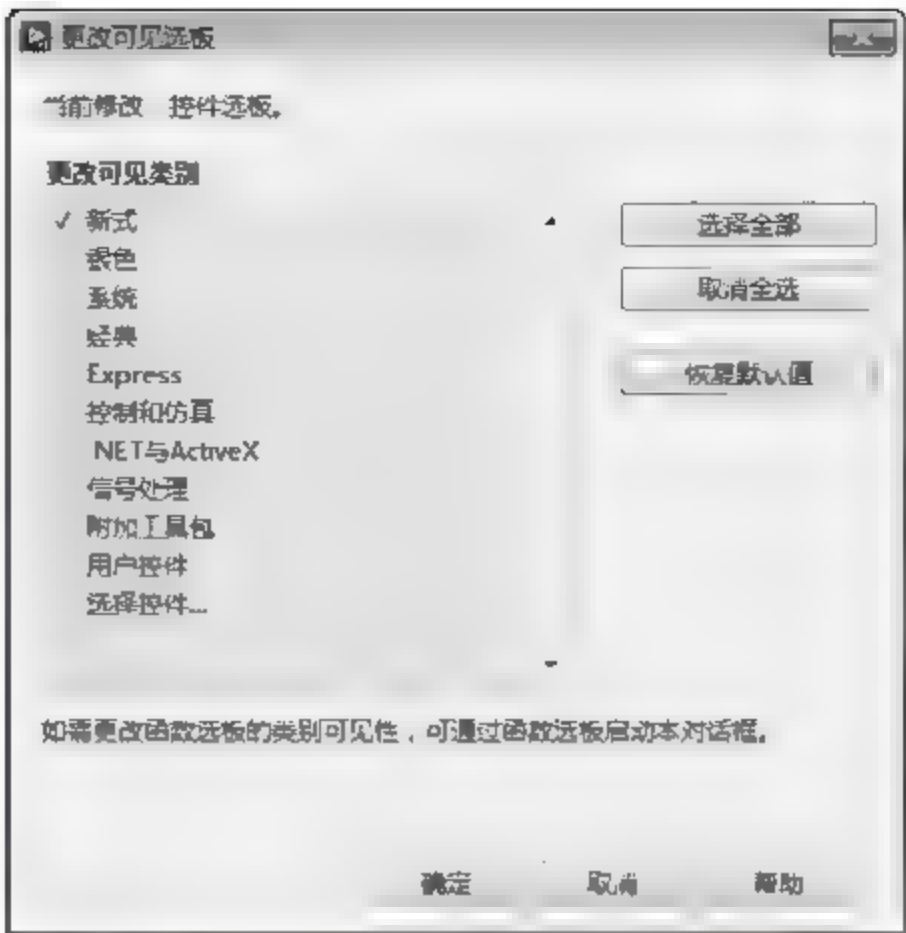 更改可见选板
当前修改 控件选板。
更改可见类别
✓ 新式
银色
系统
经典
Express
控制和仿真
.NET与ActiveX
信号处理
附加工具包
用户控件
选择控件...
选择全部
取消全选
恢复默认值
如需更改函数选板的类别可见性，可通过函数选板启动本对话框。
确定
取消
帮助